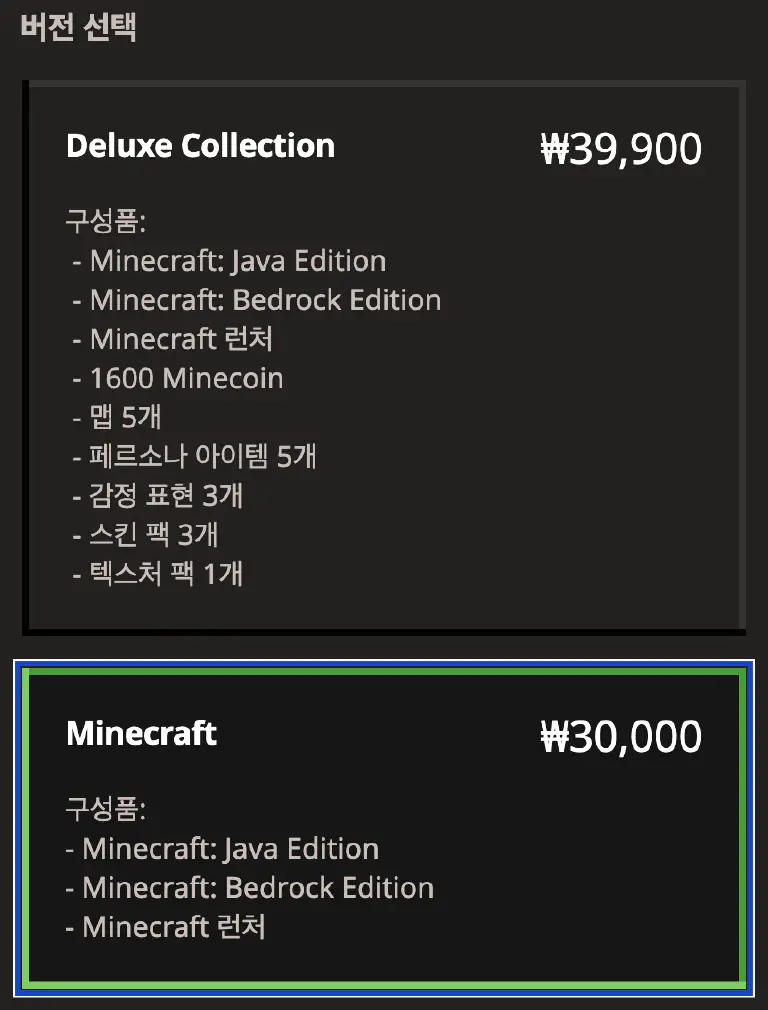 버전 선택
Deluxe Collection ₩39,900
구성품:
- Minecraft: Java Edition
- Minecraft: Bedrock Edition
- Minecraft 런처
- 1600 Minecoin
- 맵 5개
- 페르소나 아이템 5개
- 감정 표현 3개
- 스킨 팩 3개
- 텍스처 팩 1개
Minecraft ₩30,000
구성품:
- Minecraft: Java Edition
- Minecraft: Bedrock Edition
- Minecraft 런처